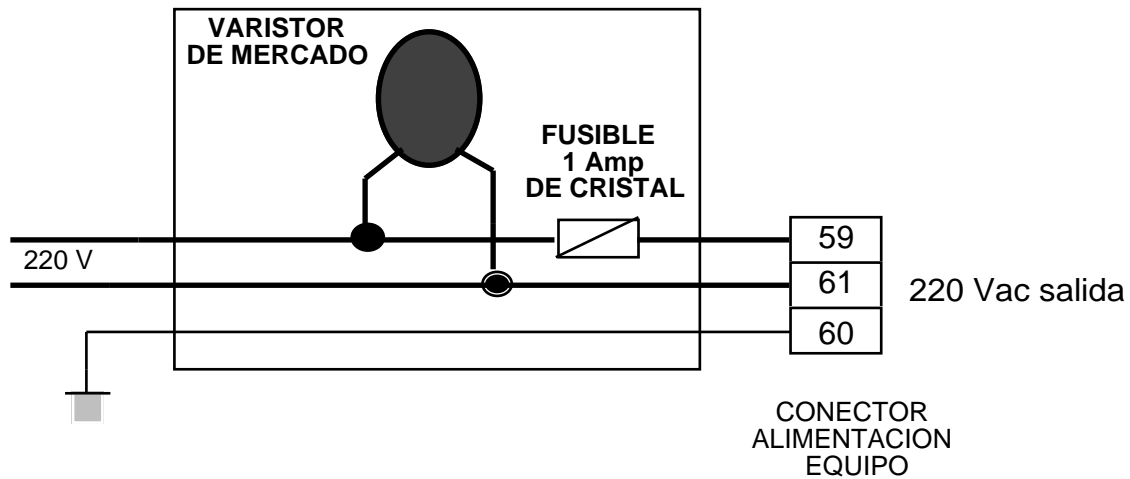 VARISTOR
DE MERCADO
FUSIBLE
1 Amp
DE CRISTAL
220 V
59
61
60
220 Vac salida
CONECTOR
ALIMENTACION
EQUIPO